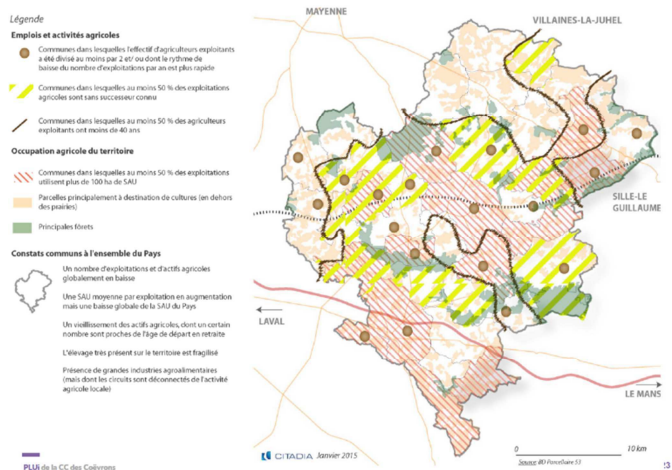 Légende
Emplois et activités agricoles
Communes dans lesquelles l'effectif d'agriculteurs exploitants
a été divisé au moins par 2 et/ ou dont le rythme de
baisse du nombre d'exploitations par an est plus rapide
Communes dans lesquelles au moins 50 % des exploitations
agricoles sont sans successeur connu
Communes dans lesquelles au moins 50 % des agriculteurs
exploitants ont moins de 40 ans
Occupation agricole du territoire
Communes dans lesquelles au moins 50 % des exploitations
utilisent plus de 100 ha de SAU
Parcelles principalement à destination de cultures (en dehors
des prairies)
Principales fôrets
Constats communs à l'ensemble du Pays
Un nombre d'exploitations et d'actifs agricoles
globalement en baisse
Une SAU moyenne par exploitation en augmentation
mais une baisse globale de la SAU du Pays
Un vieillissement des actifs agricoles, dont un certain
nombre sont proches de l'âge de départ en retraite
L'élevage très présent sur le territoire est fragilisé
Présence de grandes industries agroalimentaires
(mais dont les circuits sont déconnectés de l'activité
agricole locale)
PLUi de la CC des Coëvrons
MAYENNE
VILLAINES-LA-JUHEL
SILLE-LE
GUILLAUME
LAVAL
LE MANS
CITADIA Janvier 2015
0 10 km
Source: BD Parcellaire 53